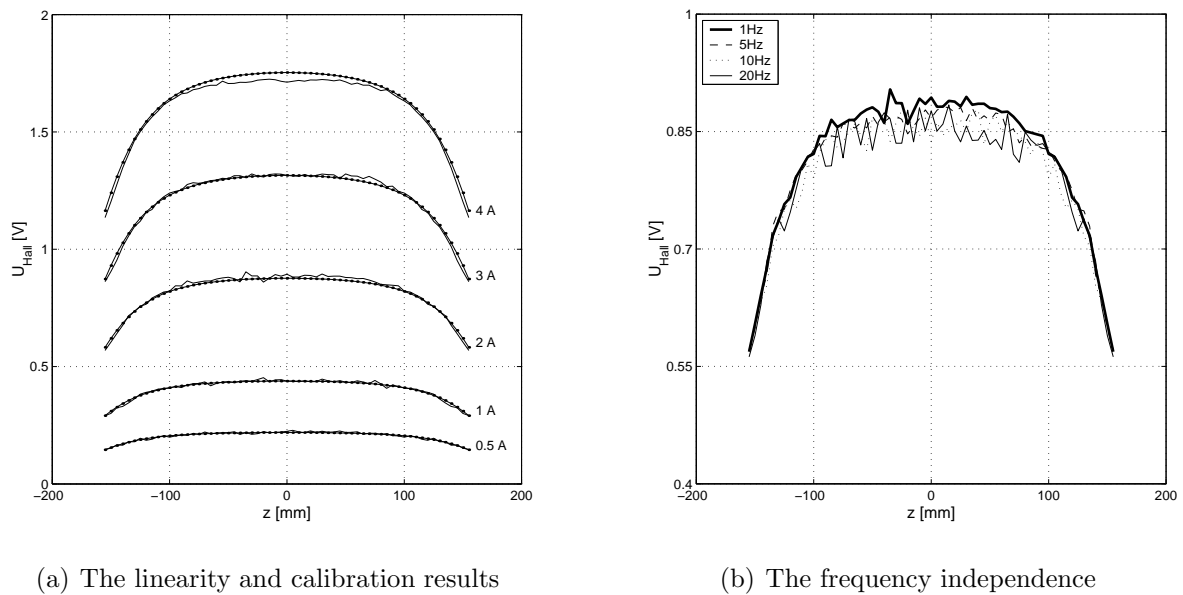 2
1.5
1
0.5
0
−200
−100
0
100
200
U_Hall [V]
z [mm]
4 A
3 A
2 A
1 A
0.5 A
(a) The linearity and calibration results
1
0.85
0.7
0.55
0.4
−200
−100
0
100
200
U_Hall [V]
z [mm]
1Hz
5Hz
10Hz
20Hz
(b) The frequency independence